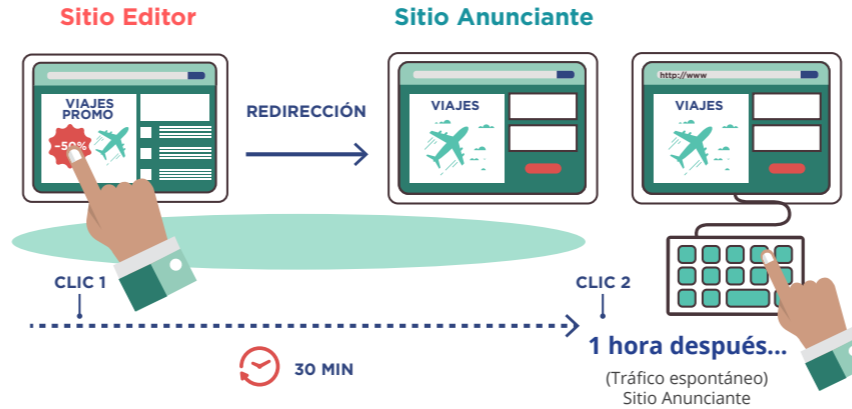 Sitio Editor
Sitio Anunciante
VIAJES
PROMO
-50%
REDIRECCIÓN
VIAJES
http://www
VIAJES
CLIC 1
CLIC 2
30 MIN
1 hora después...
(Tráfico espontáneo)
Sitio Anunciante